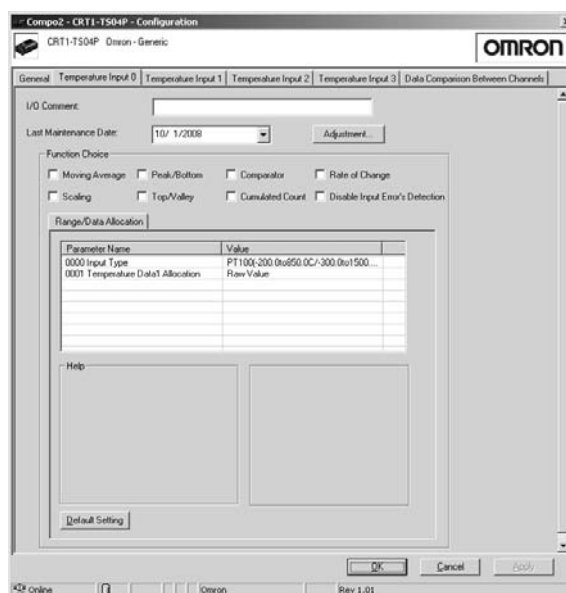 Compo2 - CRT1-TS04P - Configuration
CRT1-TS04P Omron - Generic
OMRON
General Temperature Input 0 Temperature Input 1 Temperature Input 2 Temperature Input 3 Data Comparison Between Channels
I/O Comment:
Last Maintenance Date: 10/ 1/2008 Adjustment...
Function Choice
Moving Average Peak/Bottom Comparator Rate of Change
Scaling Top/Valley Cumulated Count Disable Input Error's Detection
Range/Data Allocation
Parameter Name Value
0000 Input Type PT100(-200.0to850.0C/-300.0to1500....
0001 Temperature Data1 Allocation Raw Value
Help
Default Setting
OK Cancel Apply
Online Omron Rev 1.01